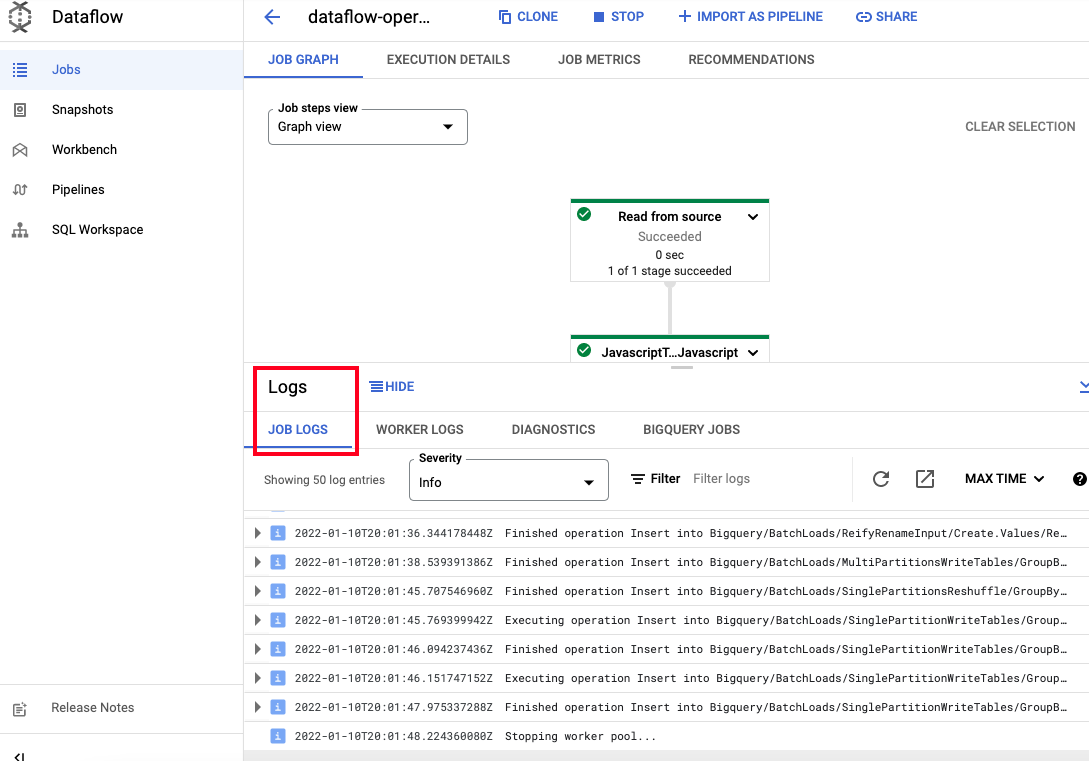 Dataflow
dataflow-oper...
CLONE
STOP
IMPORT AS PIPELINE
SHARE
Jobs
Snapshots
Workbench
Pipelines
SQL Workspace
Release Notes
JOB GRAPH
EXECUTION DETAILS
JOB METRICS
RECOMMENDATIONS
Job steps view
Graph view
CLEAR SELECTION
Read from source
Succeeded
0 sec
1 of 1 stage succeeded
JavascriptT...Javascript
Logs
HIDE
JOB LOGS
WORKER LOGS
DIAGNOSTICS
BIGQUERY JOBS
Showing 50 log entries
Severity
Info
Filter
Filter logs
MAX TIME
2022-01-10T20:01:36.344178448Z Finished operation Insert into Bigquery/BatchLoads/ReifyRenameInput/Create.Values/Re…
2022-01-10T20:01:38.539391386Z Finished operation Insert into Bigquery/BatchLoads/MultiPartitionsWriteTables/GroupB…
2022-01-10T20:01:45.707546960Z Finished operation Insert into Bigquery/BatchLoads/SinglePartitionsReshuffle/GroupBy…
2022-01-10T20:01:45.769399942Z Executing operation Insert into Bigquery/BatchLoads/SinglePartitionWriteTables/Group…
2022-01-10T20:01:46.094237436Z Finished operation Insert into Bigquery/BatchLoads/SinglePartitionWriteTables/GroupB…
2022-01-10T20:01:46.151747152Z Executing operation Insert into Bigquery/BatchLoads/SinglePartitionWriteTables/Group…
2022-01-10T20:01:47.975337288Z Finished operation Insert into Bigquery/BatchLoads/SinglePartitionWriteTables/GroupB…
2022-01-10T20:01:48.224360080Z Stopping worker pool...